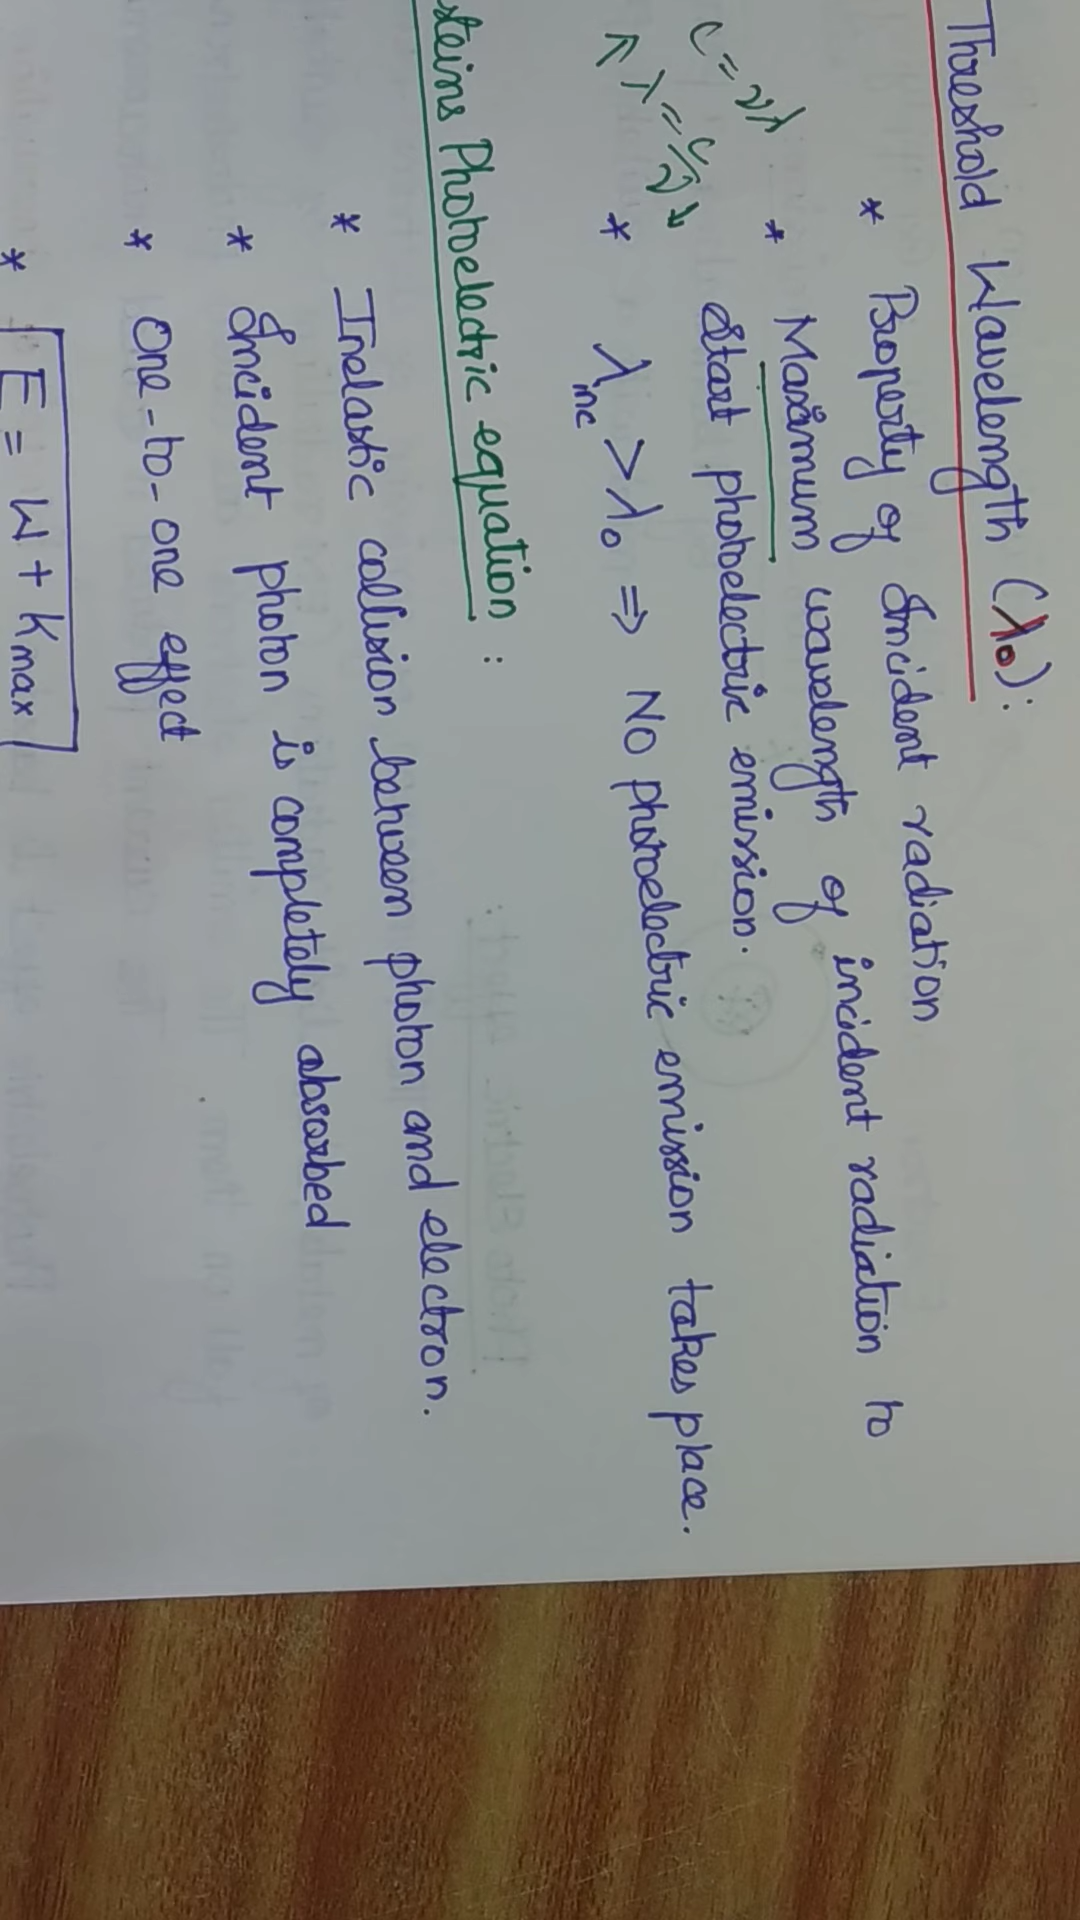 Threshold Wavelength (λ₀):
* Property of Incident radiation
* Maximum wavelength of incident radiation to
start photoelectric emission.
c = νλ
↑ λ = c/ν ↓
* λinc > λ₀ ⇒ No photoelectric emission takes place.
steins Photoelectric equation :
* Inelastic collision between photon and electron.
* Incident photon is completely absorbed
* One-to-one effect
* E = W + Kmax